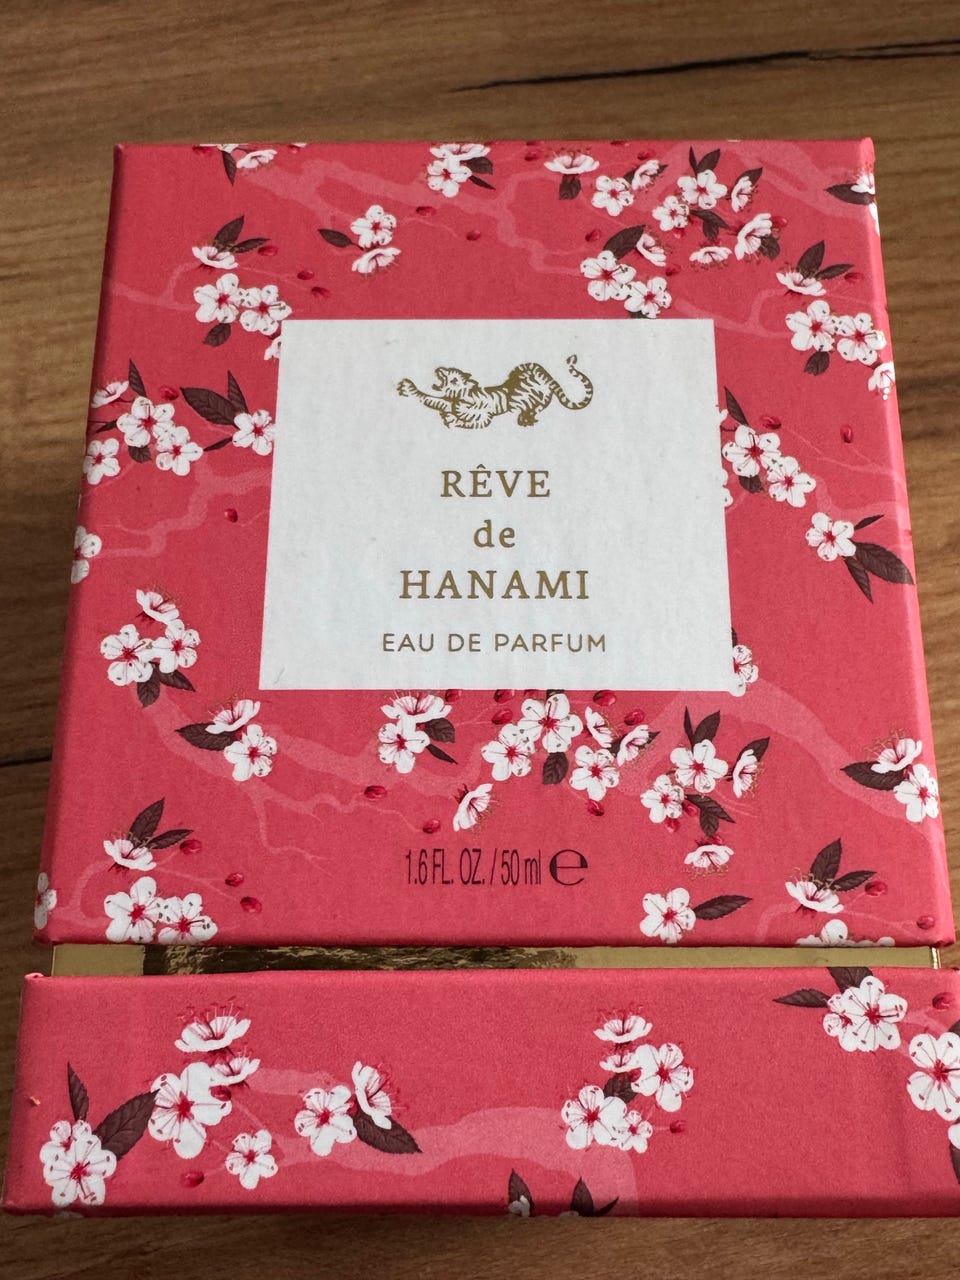 RÊVE
de
HANAMI
EAU DE PARFUM
1.6 FL. OZ. / 50 ml ℮